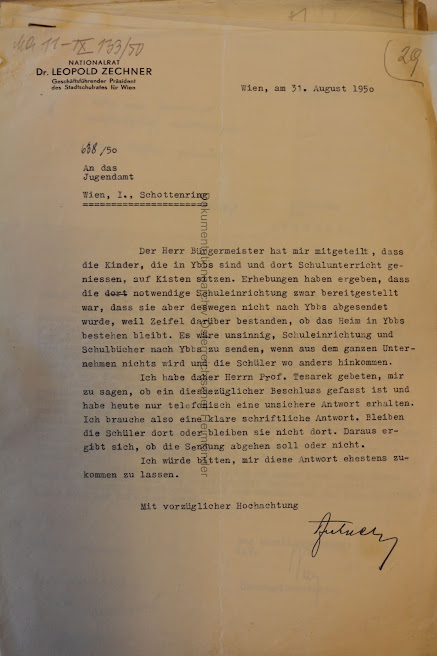 MA 11-IX 133/50
29
NATIONALRAT
Dr. LEOPOLD ZECHNER
Geschäftsführender Präsident
des Stadtschulrates für Wien
Wien, am 31. August 1950
638/50
An das
Jugendamt
Wien, I., Schottenring
Der Herr Bürgermeister hat mir mitgeteilt, dass
die Kinder, die in Ybbs sind und dort Schulunterricht ge-
niessen, auf Kisten sitzen. Erhebungen haben ergeben, dass
die dort notwendige Schuleinrichtung zwar bereitgestellt
war, dass sie aber deswegen nicht nach Ybbs abgesendet
wurde, weil Zeifel darüber bestanden, ob das Heim in Ybbs
bestehen bleibt. Es wäre unsinnig, Schuleinrichtung und
Schulbücher nach Ybbs zu senden, wenn aus dem ganzen Unter-
nehmen nichts wird und die Schüler wo anders hinkommen.
Ich habe daher Herrn Prof. Tesarek gebeten, mir
zu sagen, ob ein diesbezüglicher Beschluss gefasst ist und
habe heute nur telefonisch eine unsichere Antwort erhalten.
Ich brauche also eine klare schriftliche Antwort. Bleiben
die Schüler dort oder bleiben sie nicht dort. Daraus er-
gibt sich, ob die Sendung abgehen soll oder nicht.
Ich würde bitten, mir diese Antwort ehestens zu-
kommen zu lassen.
Mit vorzüglicher Hochachtung